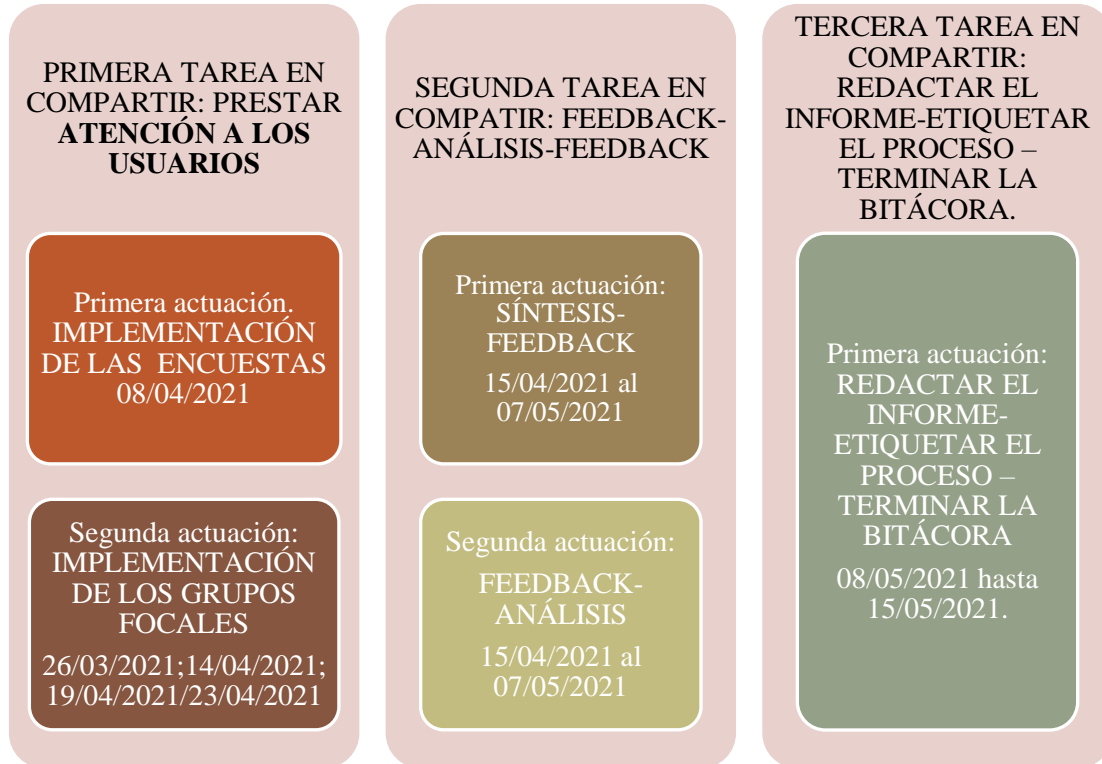 PRIMERA TAREA EN
COMPARTIR: PRESTAR
ATENCIÓN A LOS
USUARIOS
Primera actuación.
IMPLEMENTACIÓN
DE LAS ENCUESTAS
08/04/2021
Segunda actuación:
IMPLEMENTACIÓN
DE LOS GRUPOS
FOCALES
26/03/2021;14/04/2021;
19/04/2021/23/04/2021
SEGUNDA TAREA EN
COMPATIR: FEEDBACK-
ANÁLISIS-FEEDBACK
Primera actuación:
SÍNTESIS-
FEEDBACK
15/04/2021 al
07/05/2021
Segunda actuación:
FEEDBACK-
ANÁLISIS
15/04/2021 al
07/05/2021
TERCERA TAREA EN
COMPARTIR:
REDACTAR EL
INFORME-ETIQUETAR
EL PROCESO –
TERMINAR LA
BITÁCORA.
Primera actuación:
REDACTAR EL
INFORME-
ETIQUETAR EL
PROCESO –
TERMINAR LA
BITÁCORA
08/05/2021 hasta
15/05/2021.